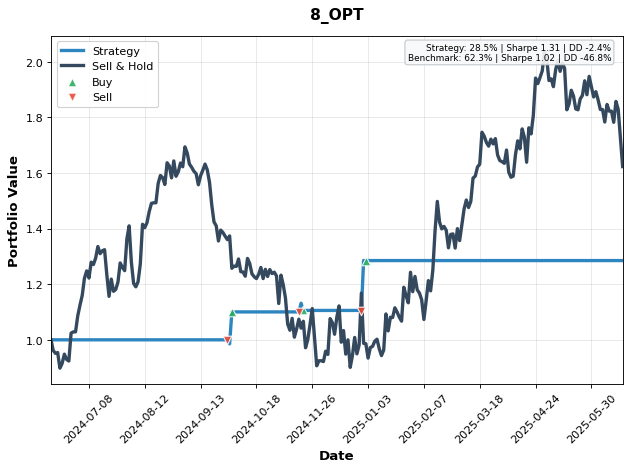 8_OPT
Strategy: 28.5% | Sharpe 1.31 | DD -2.4%
Benchmark: 62.3% | Sharpe 1.02 | DD -46.8%
Strategy
Sell & Hold
Buy
Sell
Portfolio Value
2.0
1.8
1.6
1.4
1.2
1.0
2024-07-08
2024-08-12
2024-09-13
2024-10-18
2024-11-26
2025-01-03
2025-02-07
2025-03-18
2025-04-24
2025-05-30
Date